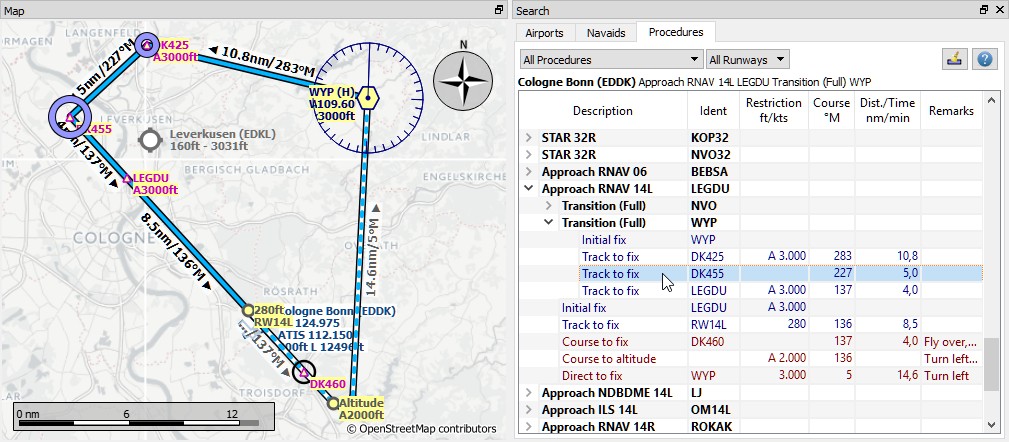 Map
LANGENFELD
DK425
A3000ft
10.8nm/283°M
5nm/227°M
WYP (H)
109.60
3000ft
N
DK455
LEVERKUSEN
Leverkusen (EDKL)
160ft - 3031ft
LINDLAR
/137°M
BERGISCH GLADBACH
ENGELSKIRCHEN
LEGDU
A3000ft
8.5nm/136°M
COLOGNE
14.6nm/5°M
RÖSRATH
280ft
RW14L
ologne Bonn (EDDK)
124.975
ATIS 112.150
00ft L 12496ft
/137°M
DK460
TROISDORF
Altitude
A2000ft
0 nm 6 12
© OpenStreetMap contributors
Search
Airports Navaids Procedures
All Procedures All Runways
Cologne Bonn (EDDK) Approach RNAV 14L LEGDU Transition (Full) WYP
Description Ident Restriction ft/kts Course °M Dist./Time nm/min Remarks
STAR 32R KOP32
STAR 32R NVO32
Approach RNAV 06 BEBSA
Approach RNAV 14L LEGDU
Transition (Full) NVO
Transition (Full) WYP
Initial fix WYP
Track to fix DK425 A 3.000 283 10,8
Track to fix DK455 227 5,0
Track to fix LEGDU A 3.000 137 4,0
Initial fix LEGDU A 3.000
Track to fix RW14L 280 136 8,5
Course to fix DK460 137 4,0 Fly over,...
Course to altitude A 2.000 136 Turn left...
Direct to fix WYP 3.000 5 14,6 Turn left
Approach NDBDME 14L LJ
Approach ILS 14L OM14L
Approach RNAV 14R ROKAK